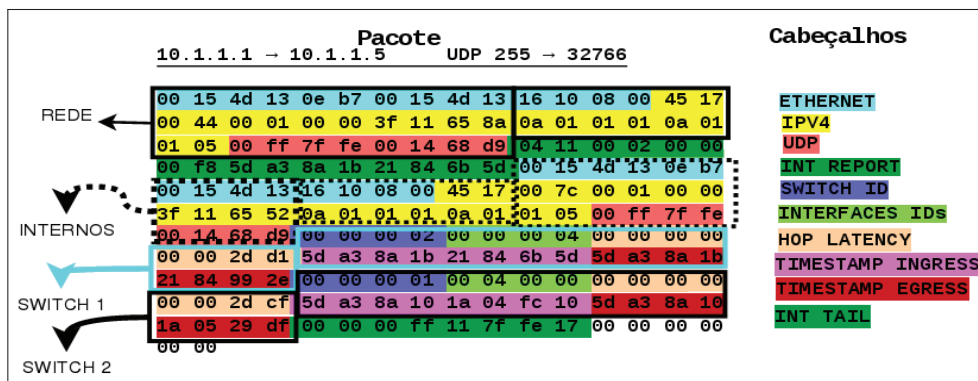 Pacote
10.1.1.1 → 10.1.1.5 UDP 255 → 32766
00 15 4d 13 0e b7 00 15 4d 13 16 10 08 00 45 17
00 44 00 01 00 00 3f 11 65 8a 0a 01 01 01 0a 01
01 05 00 ff 7f fe 00 14 68 d9 04 11 00 02 00 00
00 f8 5d a3 8a 1b 21 84 6b 5d 00 15 4d 13 0e b7
00 15 4d 13 16 10 08 00 45 17 00 7c 00 01 00 00
3f 11 65 52 0a 01 01 01 0a 01 01 05 00 ff 7f fe
00 14 68 d9 00 00 00 02 00 00 00 04 00 00 00 00
00 00 2d d1 5d a3 8a 1b 21 84 6b 5d 5d a3 8a 1b
21 84 99 2e 00 00 00 01 00 04 00 00 00 00 00 00
00 00 2d cf 5d a3 8a 10 1a 04 fc 10 5d a3 8a 10
1a 05 29 df 00 00 00 ff 11 7f fe 17 00 00 00 00
00 00
REDE
INTERNOS
SWITCH 1
SWITCH 2
Cabeçalhos
ETHERNET
IPV4
UDP
INT REPORT
SWITCH ID
INTERFACES IDs
HOP LATENCY
TIMESTAMP INGRESS
TIMESTAMP EGRESS
INT TAIL